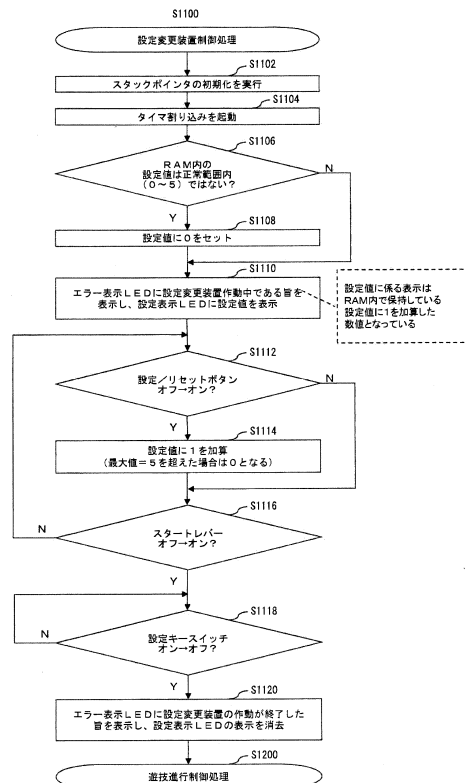 S1100
設定変更装置制御処理
S1102
スタックポインタの初期化を実行
S1104
タイマ割り込みを起動
S1106
RAM内の
設定値は正常範囲内
(0～5)ではない?
N
Y
S1108
設定値に0をセット
S1110
エラー表示LEDに設定変更装置作動中である旨を
表示し、設定表示LEDに設定値を表示
設定値に係る表示は
RAM内で保持している
設定値に1を加算した
数値となっている
S1112
設定/リセットボタン
オフ→オン?
N
Y
S1114
設定値に1を加算
(最大値=5を超えた場合は0となる)
S1116
スタートレバー
オフ→オン?
N
Y
S1118
設定キースイッチ
オン→オフ?
N
Y
S1120
エラー表示LEDに設定変更装置の作動が終了した
旨を表示し、設定表示LEDの表示を消去
S1200
遊技進行制御処理